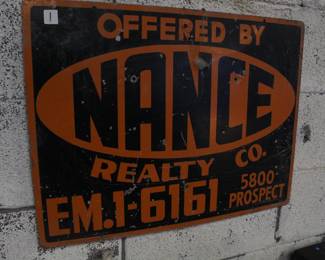 1
OFFERED BY
NANCE
REALTY CO.
EM.1-6161
5800
PROSPECT